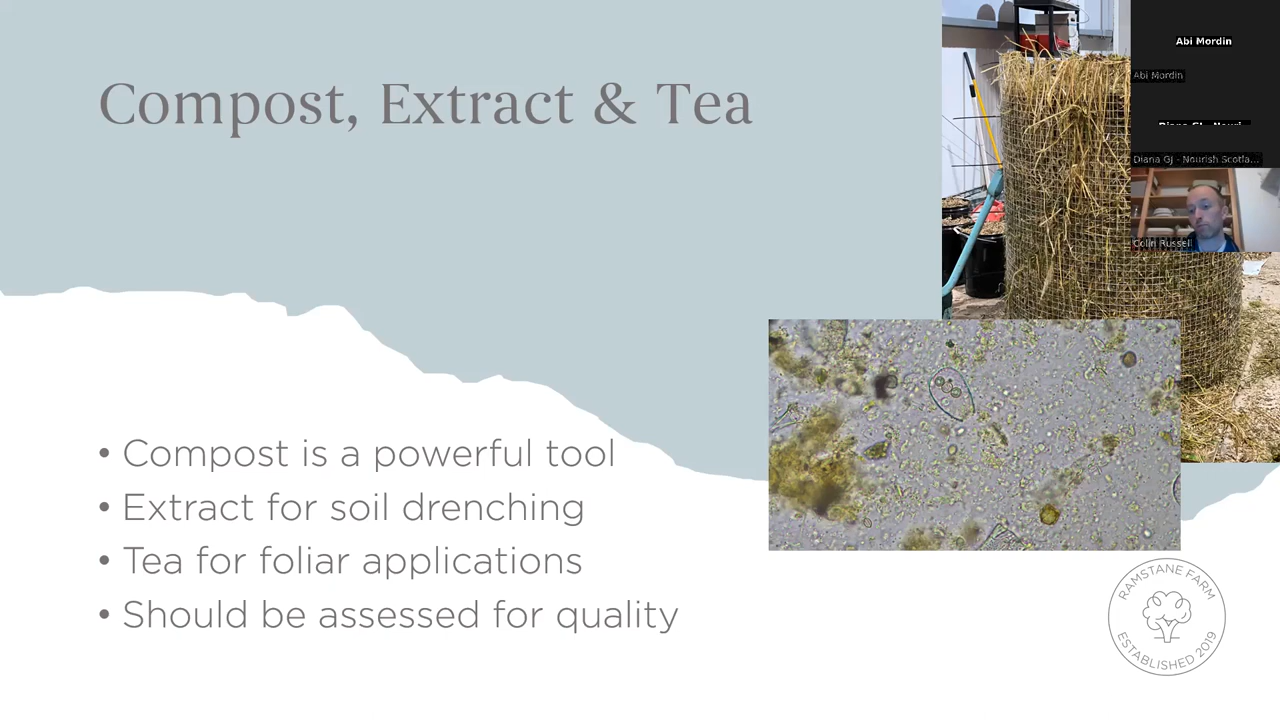 Compost, Extract & Tea
• Compost is a powerful tool
• Extract for soil drenching
• Tea for foliar applications
• Should be assessed for quality
Abi Mordin
Abi Mordin
Diana GJ - Nourish Scotla...
Colin Russell
RAMSTANE FARM
ESTABLISHED 2019